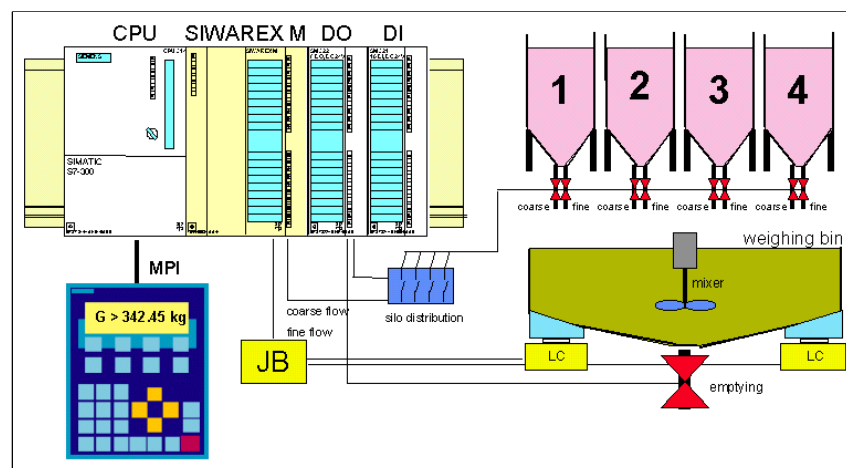 CPU SIWAREX M DO DI
SIEMENS
SIWAREX M
SIMATIC
S7-300
MPI
G > 342.45 kg
coarse flow
fine flow
silo distribution
JB
1 2 3 4
coarse fine coarse fine coarse fine coarse fine
weighing bin
mixer
LC LC
emptying